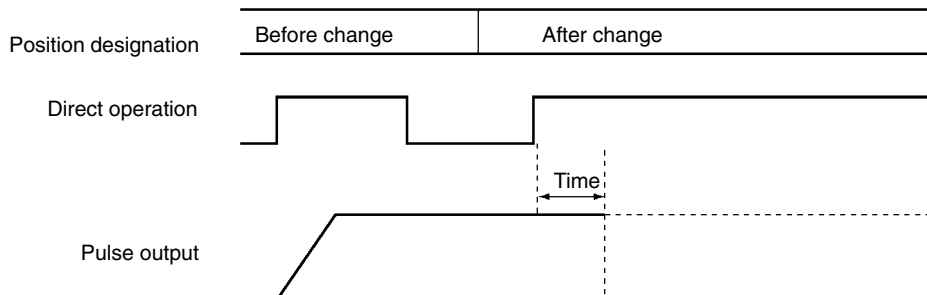 Position designation
Before change
After change
Direct operation
Time
Pulse output